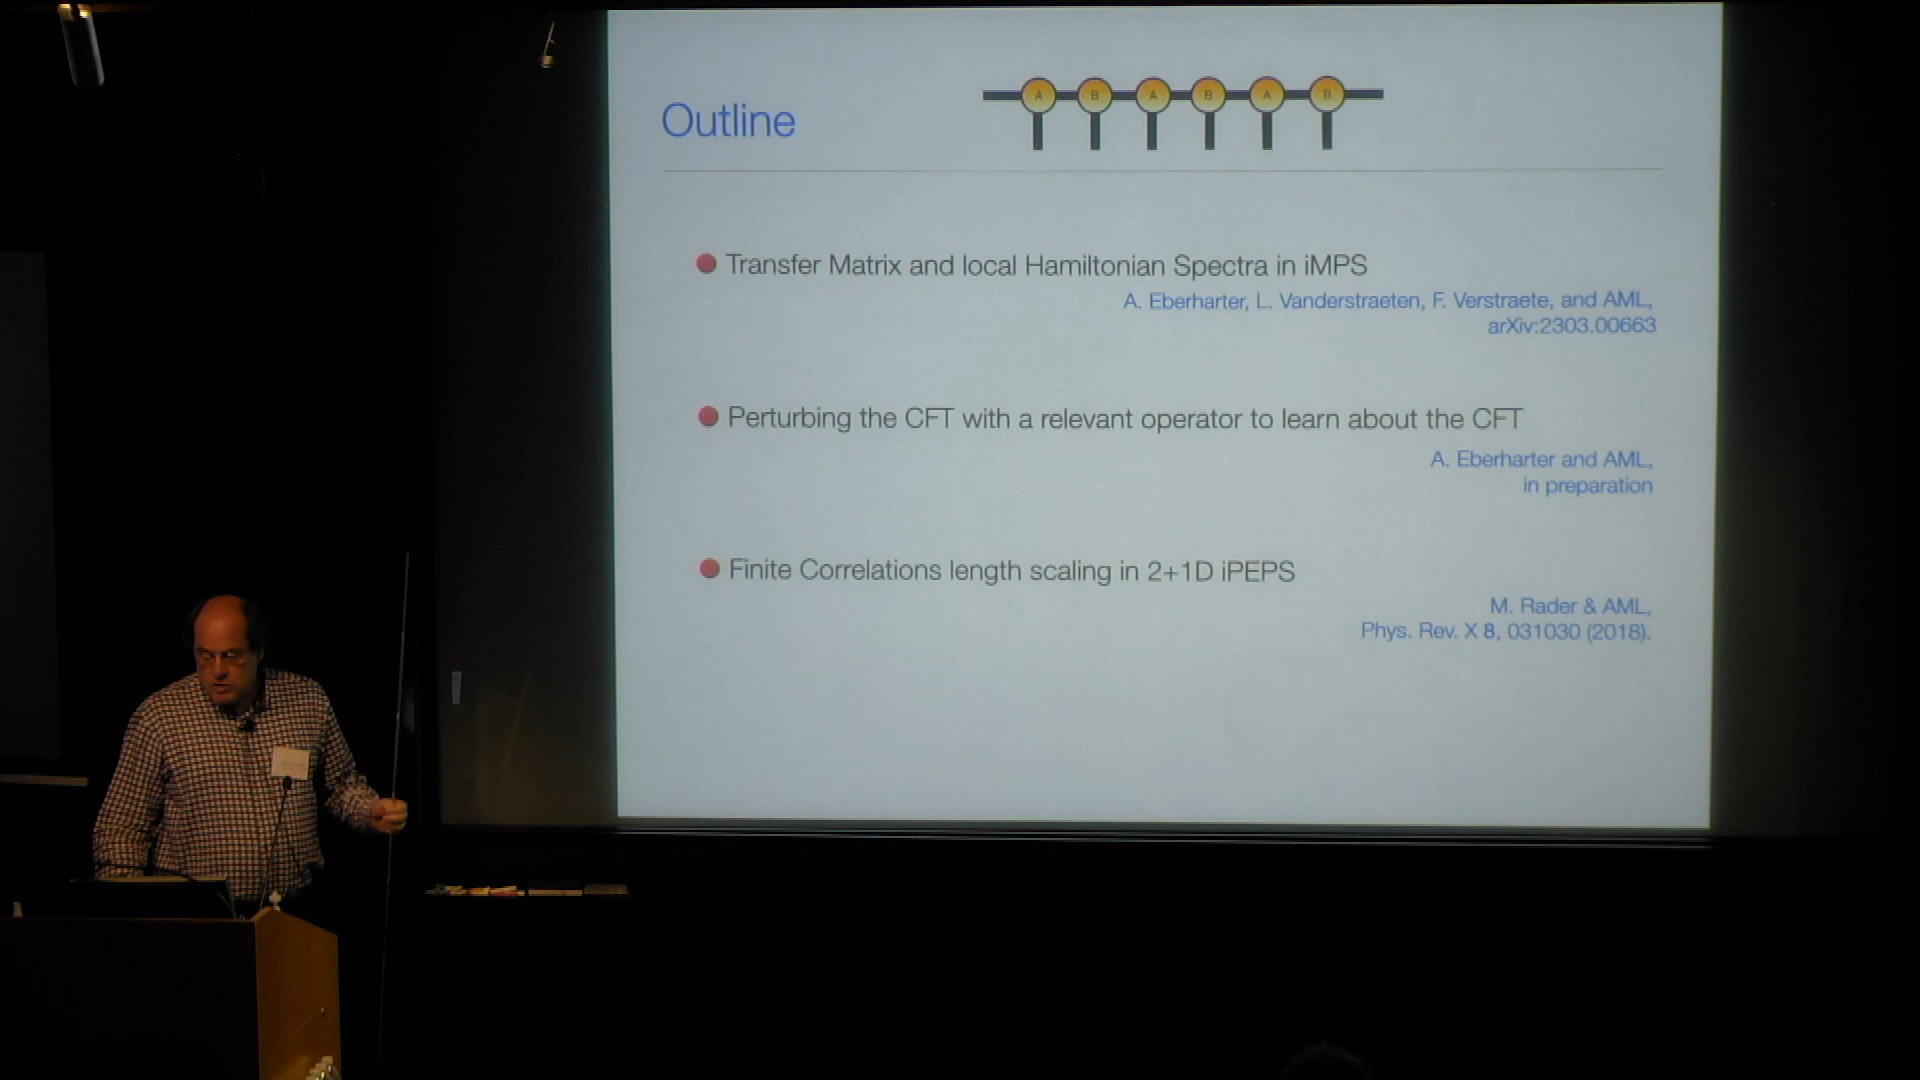 A B A B A B
Outline
Transfer Matrix and local Hamiltonian Spectra in iMPS
A. Eberharter, L. Vanderstraeten, F. Verstraete, and AML,
arXiv:2303.00663
Perturbing the CFT with a relevant operator to learn about the CFT
A. Eberharter and AML,
in preparation
Finite Correlations length scaling in 2+1D iPEPS
M. Rader & AML,
Phys. Rev. X 8, 031030 (2018).